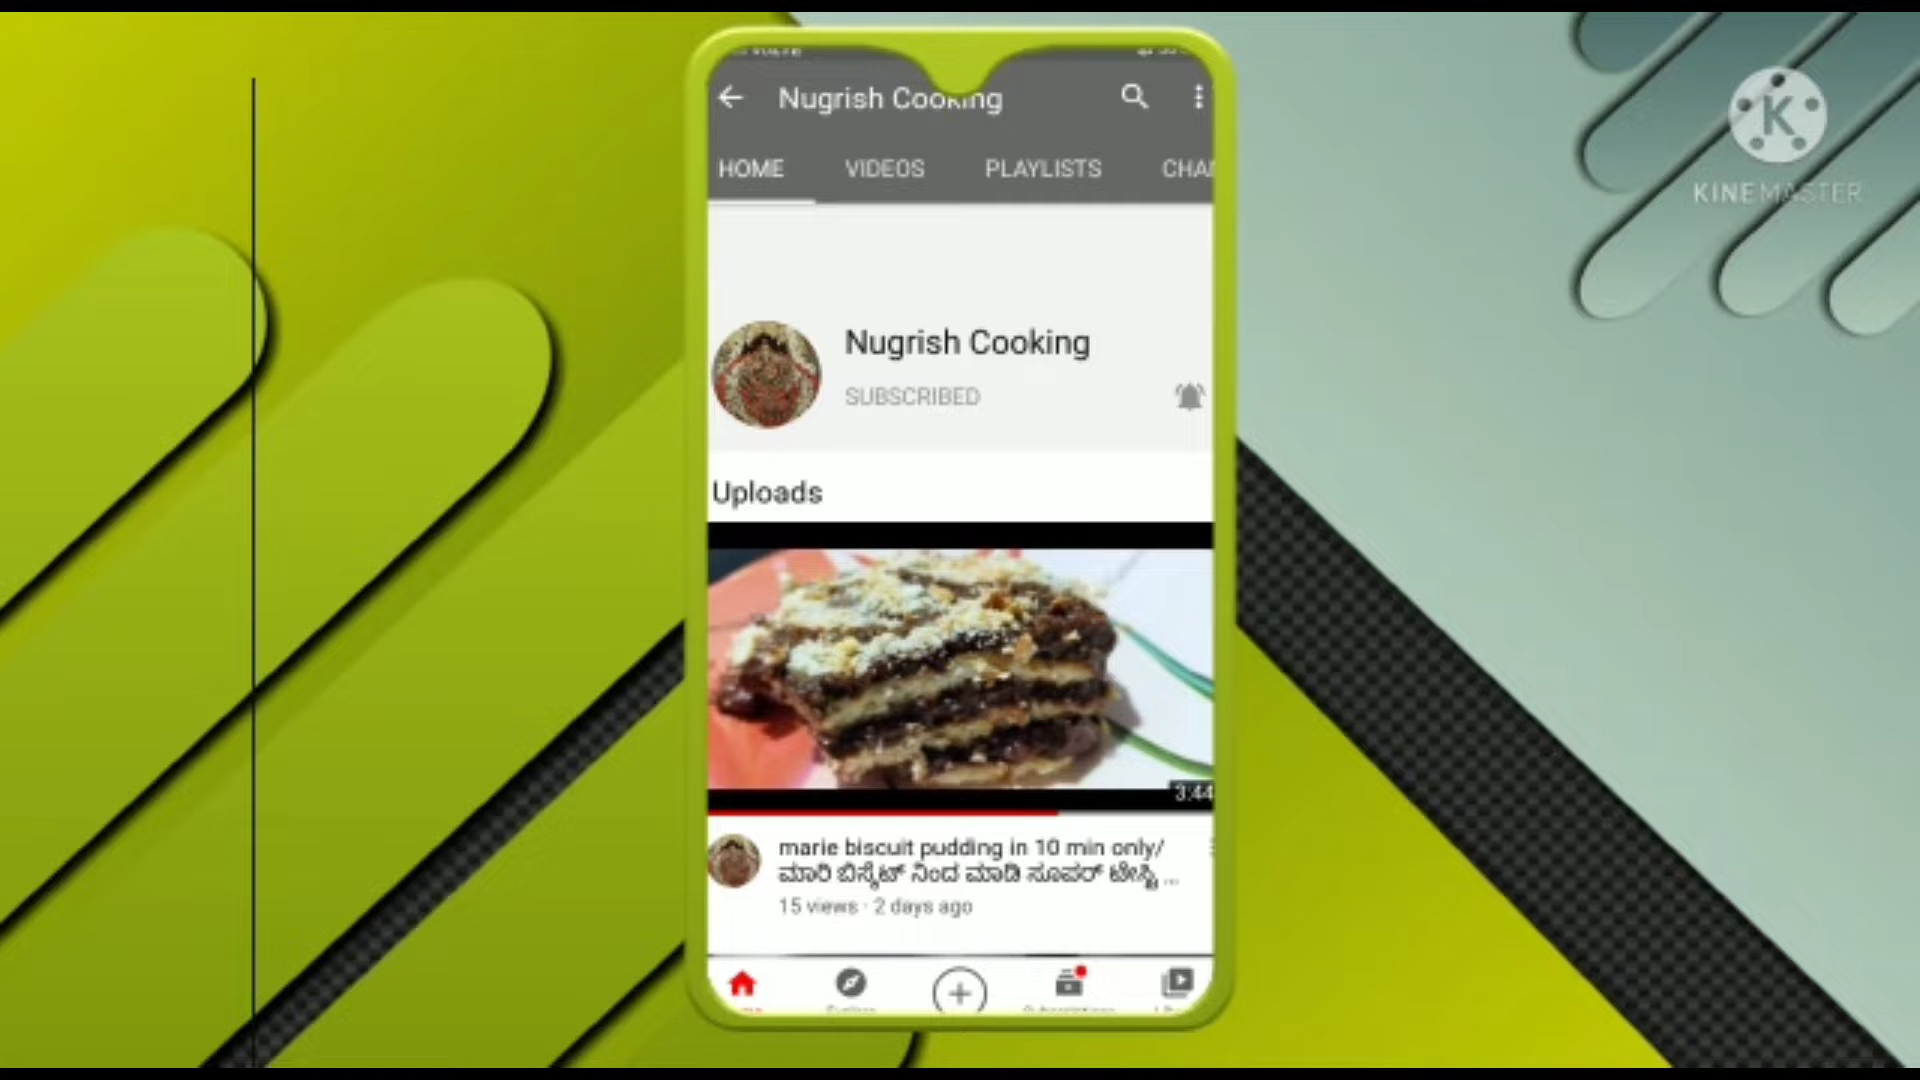 Nugrish Cooking
HOME VIDEOS PLAYLISTS CHA
KINEMASTER
Nugrish Cooking
SUBSCRIBED
Uploads
3:44
marie biscuit pudding in 10 min only/
ಮಾರಿ ಬಿಸ್ಕೆಟ್ ನಿಂದ ಮಾಡಿ ಸೂಪರ್ ಟೇಸ್ಟಿ ...
15 views · 2 days ago